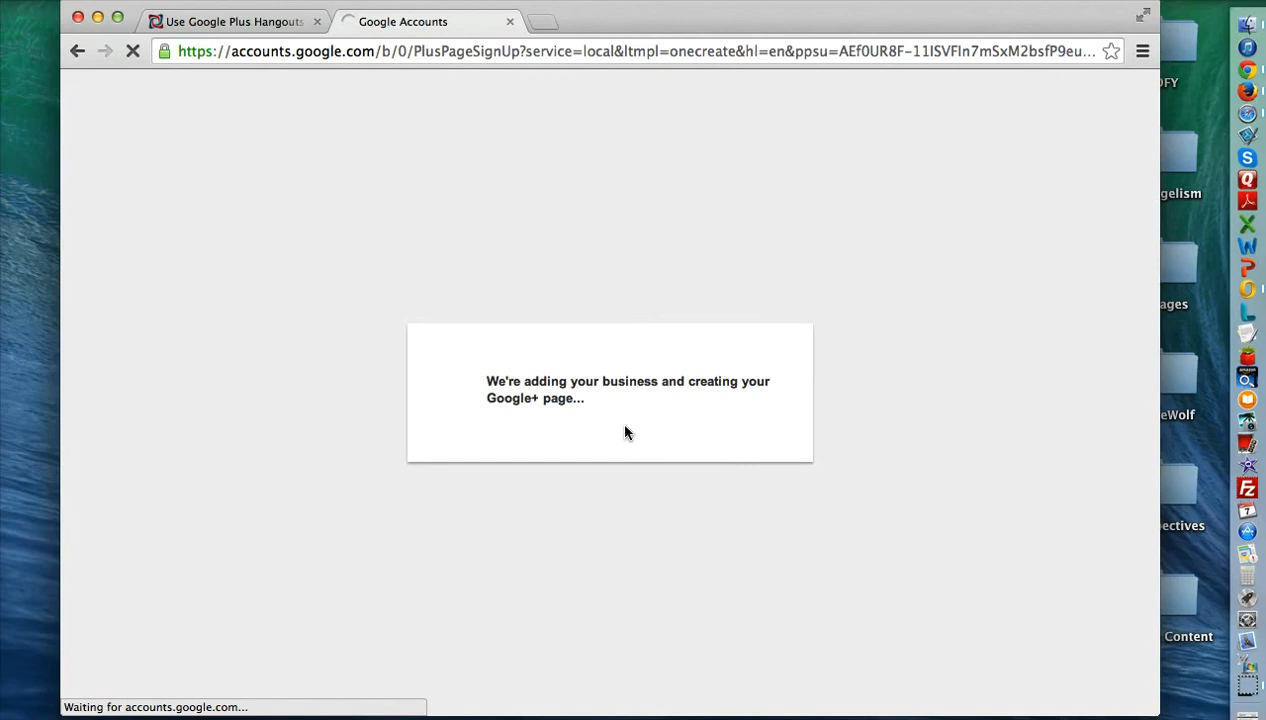 Use Google Plus Hangouts
Google Accounts
https://accounts.google.com/b/0/PlusPageSignUp?service=local&ltmpl=onecreate&hl=en&ppsu=AEf0UR8F-11ISVFIn7mSxM2bsfP9eu...
OFY
gelism
ages
eWolf
ectives
Content
We're adding your business and creating your
Google+ page...
Waiting for accounts.google.com...